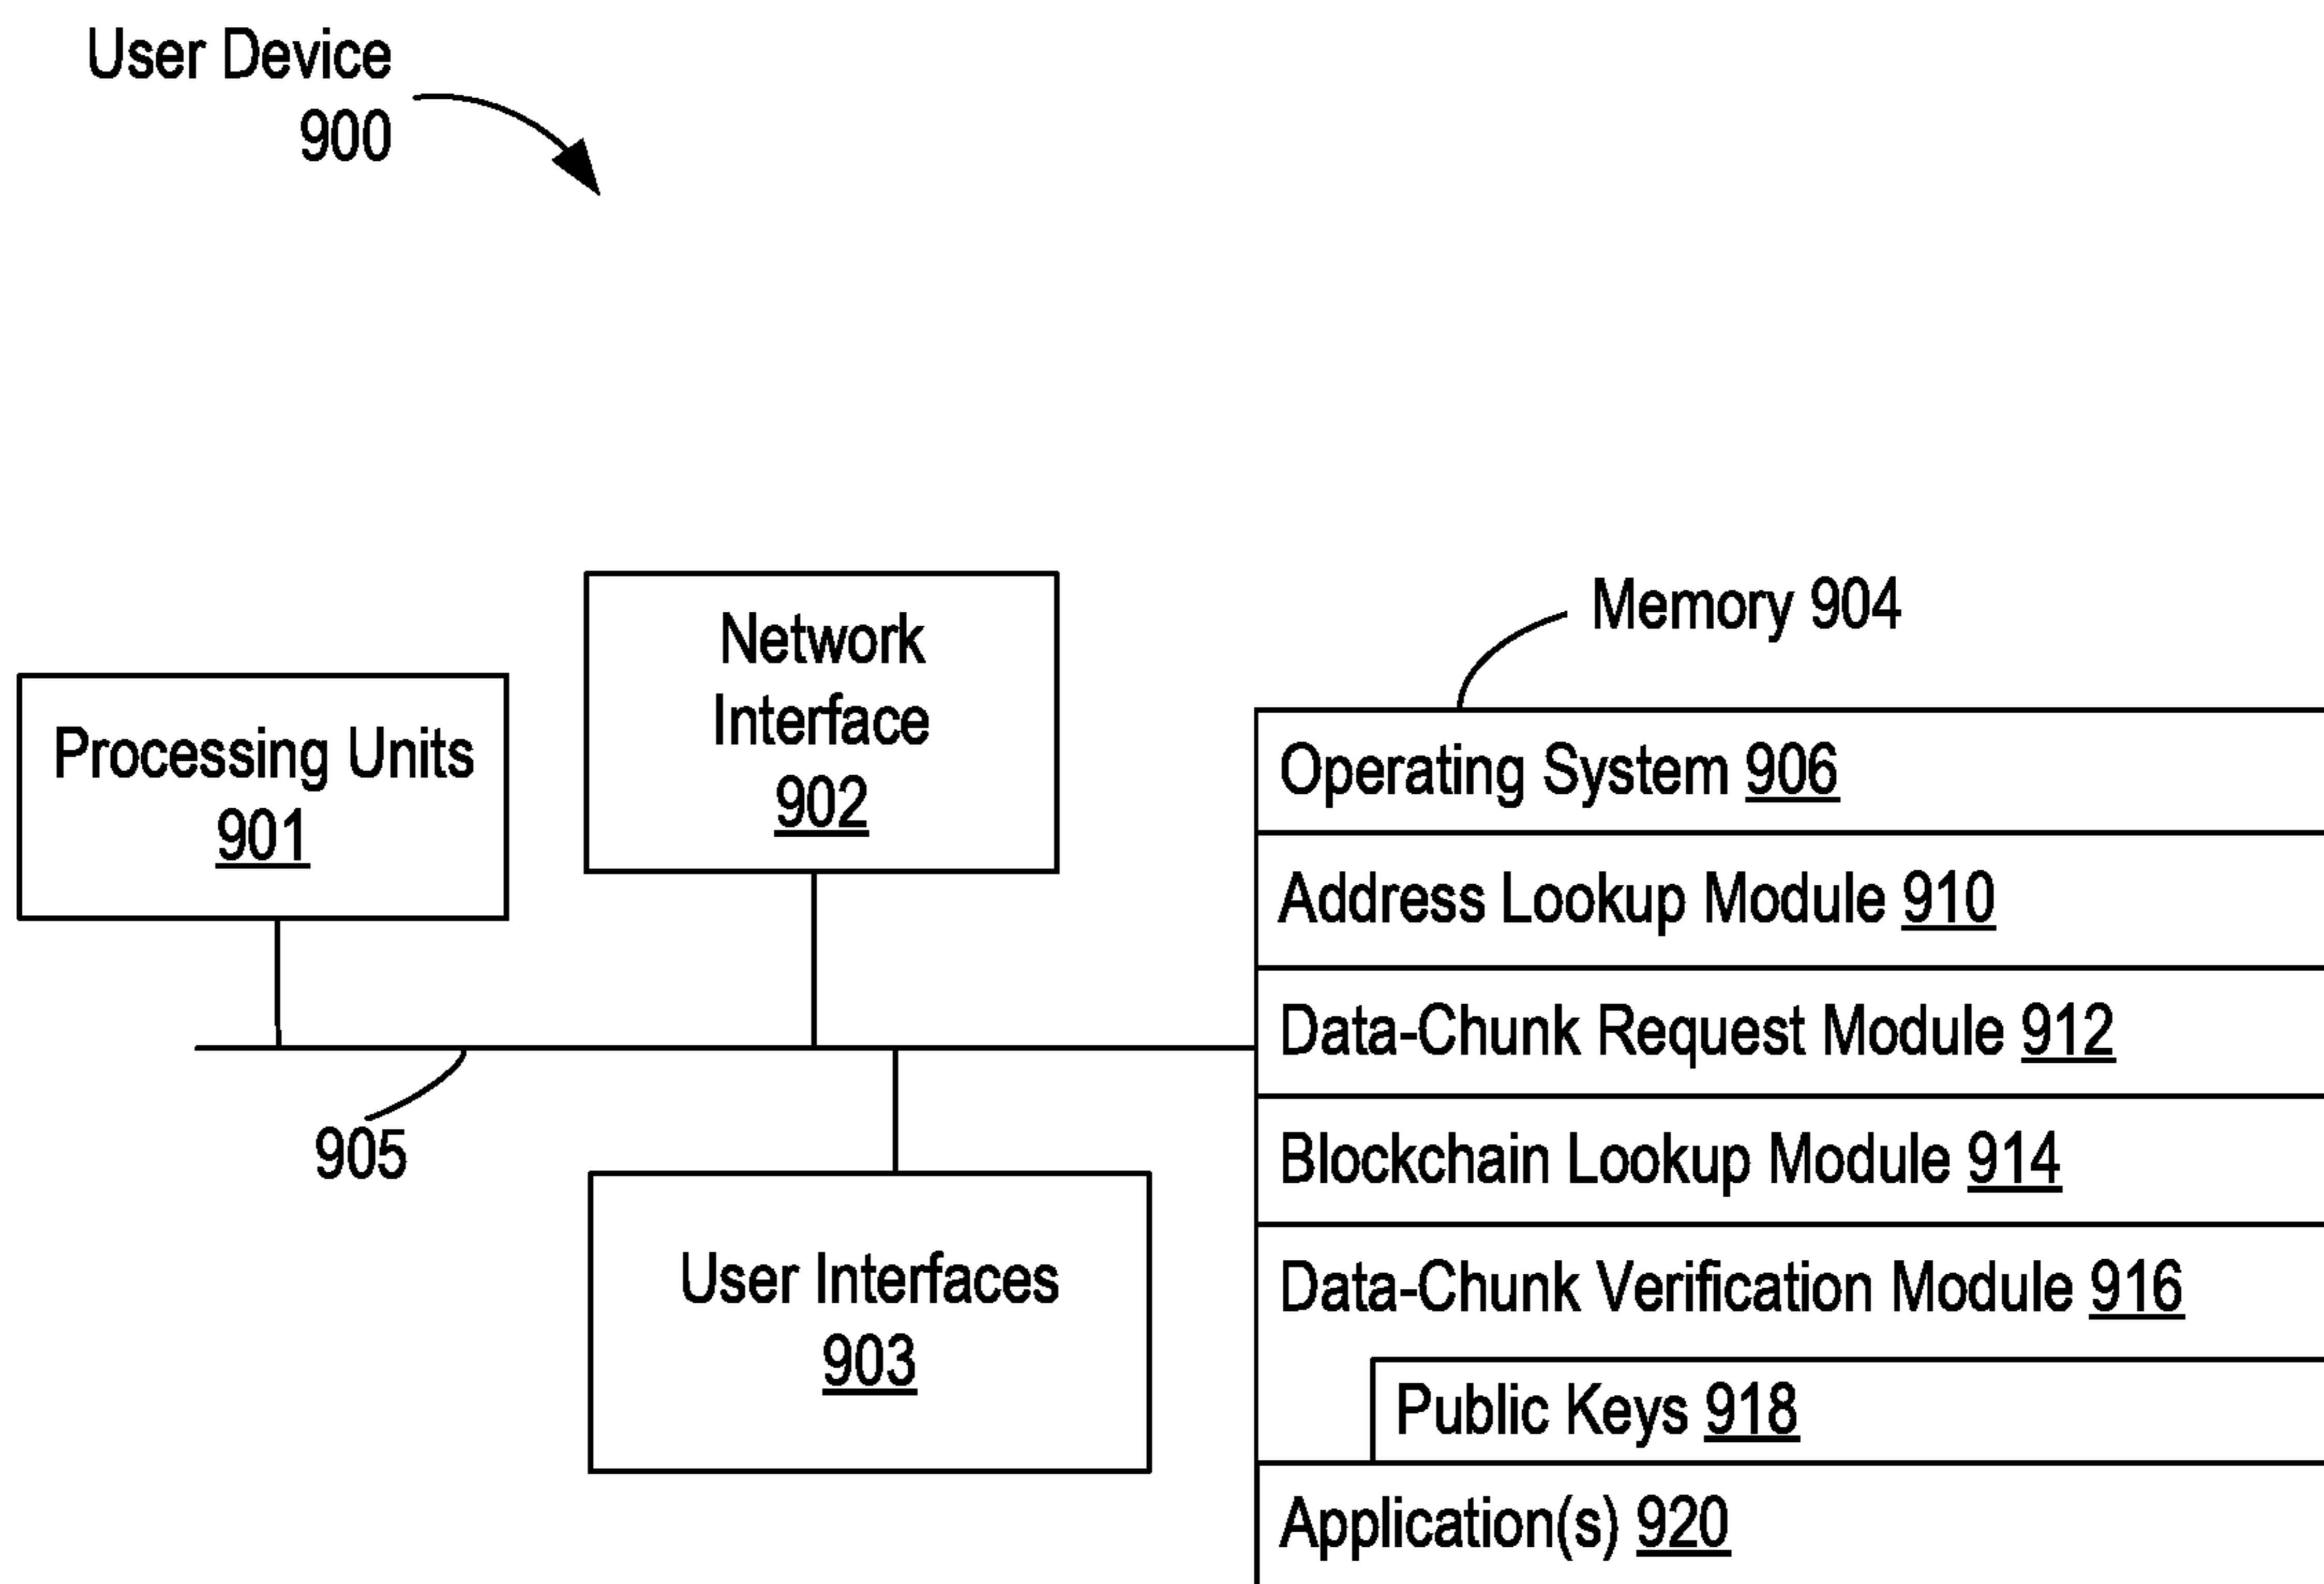 User Device
900
Network
Interface
902
Memory 904
Processing Units
901
Operating System 906
Address Lookup Module 910
Data-Chunk Request Module 912
905
Blockchain Lookup Module 914
User Interfaces
903
Data-Chunk Verification Module 916
Public Keys 918
Application(s) 920